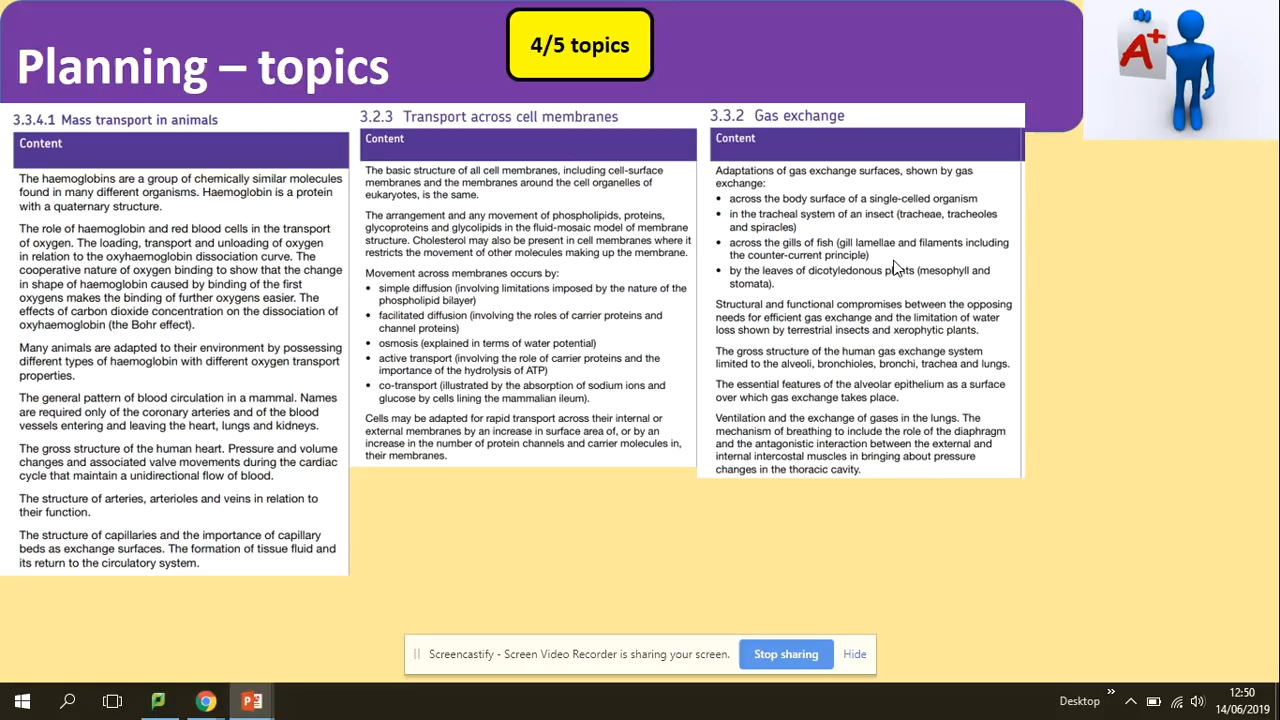 Planning – topics
4/5 topics
A+
3.3.4.1 Mass transport in animals
Content
The haemoglobins are a group of chemically similar molecules
found in many different organisms. Haemoglobin is a protein
with a quaternary structure.
The role of haemoglobin and red blood cells in the transport
of oxygen. The loading, transport and unloading of oxygen
in relation to the oxyhaemoglobin dissociation curve. The
cooperative nature of oxygen binding to show that the change
in shape of haemoglobin caused by binding of the first
oxygens makes the binding of further oxygens easier. The
effects of carbon dioxide concentration on the dissociation of
oxyhaemoglobin (the Bohr effect).
Many animals are adapted to their environment by possessing
different types of haemoglobin with different oxygen transport
properties.
The general pattern of blood circulation in a mammal. Names
are required only of the coronary arteries and of the blood
vessels entering and leaving the heart, lungs and kidneys.
The gross structure of the human heart. Pressure and volume
changes and associated valve movements during the cardiac
cycle that maintain a unidirectional flow of blood.
The structure of arteries, arterioles and veins in relation to
their function.
The structure of capillaries and the importance of capillary
beds as exchange surfaces. The formation of tissue fluid and
its return to the circulatory system.
3.2.3 Transport across cell membranes
Content
The basic structure of all cell membranes, including cell-surface
membranes and the membranes around the cell organelles of
eukaryotes, is the same.
The arrangement and any movement of phospholipids, proteins,
glycoproteins and glycolipids in the fluid-mosaic model of membrane
structure. Cholesterol may also be present in cell membranes where it
restricts the movement of other molecules making up the membrane.
Movement across membranes occurs by:
• simple diffusion (involving limitations imposed by the nature of the
phospholipid bilayer)
• facilitated diffusion (involving the roles of carrier proteins and
channel proteins)
• osmosis (explained in terms of water potential)
• active transport (involving the role of carrier proteins and the
importance of the hydrolysis of ATP)
• co-transport (illustrated by the absorption of sodium ions and
glucose by cells lining the mammalian ileum).
Cells may be adapted for rapid transport across their internal or
external membranes by an increase in surface area of, or by an
increase in the number of protein channels and carrier molecules in,
their membranes.
3.3.2 Gas exchange
Content
Adaptations of gas exchange surfaces, shown by gas
exchange:
• across the body surface of a single-celled organism
• in the tracheal system of an insect (tracheae, tracheoles
and spiracles)
• across the gills of fish (gill lamellae and filaments including
the counter-current principle)
• by the leaves of dicotyledonous plants (mesophyll and
stomata).
Structural and functional compromises between the opposing
needs for efficient gas exchange and the limitation of water
loss shown by terrestrial insects and xerophytic plants.
The gross structure of the human gas exchange system
limited to the alveoli, bronchioles, bronchi, trachea and lungs.
The essential features of the alveolar epithelium as a surface
over which gas exchange takes place.
Ventilation and the exchange of gases in the lungs. The
mechanism of breathing to include the role of the diaphragm
and the antagonistic interaction between the external and
internal intercostal muscles in bringing about pressure
changes in the thoracic cavity.
Screencastify - Screen Video Recorder is sharing your screen.
Stop sharing
Hide
Desktop
12:50
14/06/2019